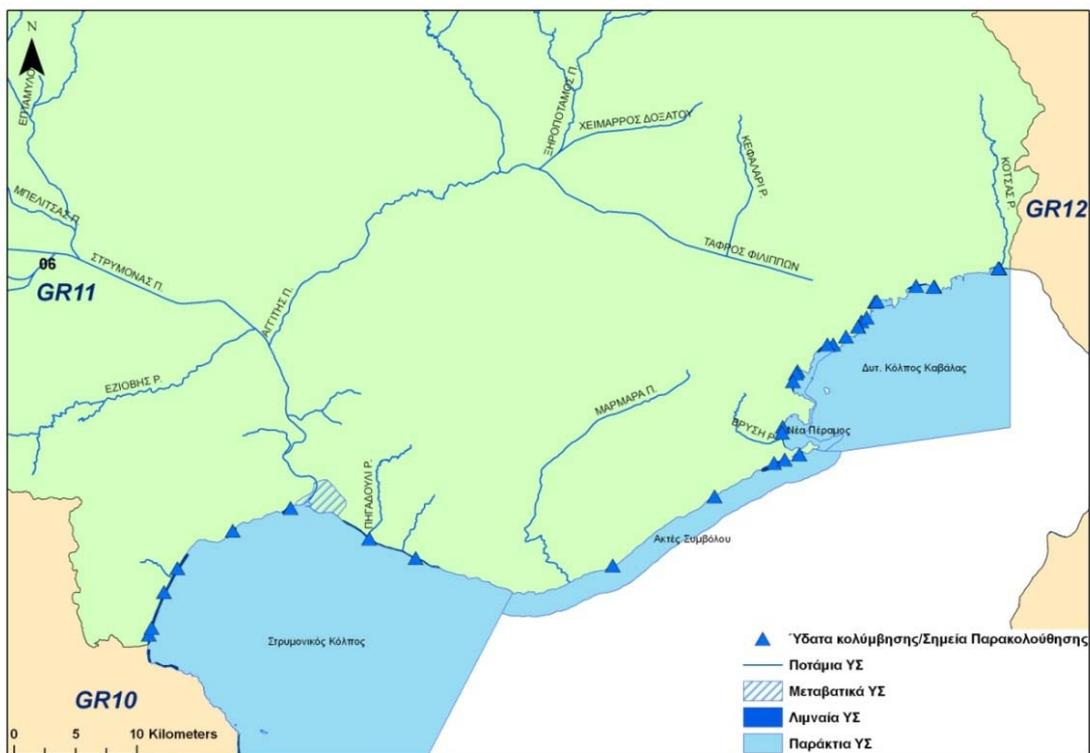 N
ΕΠΤΑΜΥΛΟΙ
ΞΗΡΟΠΟΤΑΜΟΣ Π.
ΧΕΙΜΑΡΡΟΣ ΔΟΞΑΤΟΥ
ΚΕΦΑΛΑΡΙ Ρ.
ΚΟΤΣΑΣ Ρ.
ΜΠΕΛΙΤΣΑΣ Π.
GR12
ΣΤΡΥΜΟΝΑΣ Π.
ΤΑΦΡΟΣ ΦΙΛΙΠΠΩΝ
06
GR11
ΑΓΓΙΤΗΣ Π.
ΕΖΙΟΒΗΣ Ρ.
Δυτ. Κόλπος Καβάλας
ΜΑΡΜΑΡΑ Π.
ΒΡΥΣΗ Ρ.
Νέα Πέραμος
ΠΗΓΑΔΟΥΛΙ Ρ.
Ακτές Συμβόλου
Στρυμονικός Κόλπος
GR10
0 5 10 Kilometers
Ύδατα κολύμβησης/Σημεία Παρακολούθησης
Ποτάμια ΥΣ
Μεταβατικά ΥΣ
Λιμναία ΥΣ
Παράκτια ΥΣ